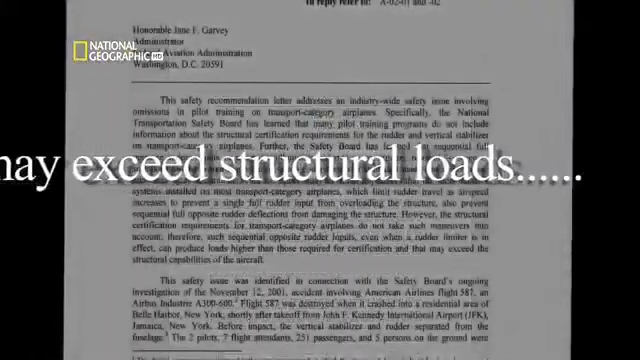 In reply refer to: A-02-01 and -02
Honorable Jane F. Garvey
Administrator
Aviation Administration
Washington, D.C. 20591
NATIONAL
GEOGRAPHIC HD
This safety recommendation letter addresses an industry-wide safety issue involving
omissions in pilot training on transport-category airplanes. Specifically, the National
Transportation Safety Board has learned that many pilot training programs do not include
information about the structural certification requirements for the rudder and vertical stabilizer
on transport-category airplanes. Further, the Safety Board has sequential full
may exceed structural loads......
systems installed on most transport-category airplanes, which limit rudder travel as airspeed
increases to prevent a single full rudder input from overloading the structure, also prevent
sequential full opposite rudder deflections from damaging the structure. However, the structural
certification requirements for transport-category airplanes do not take such maneuvers into
account; therefore, such sequential opposite rudder inputs, even when a rudder limiter is in
effect, can produce loads higher than those required for certification and that may exceed the
structural capabilities of the aircraft.
This safety issue was identified in connection with the Safety Board's ongoing
investigation of the November 12, 2001, accident involving American Airlines flight 587, an
Airbus Industrie A300-600. Flight 587 was destroyed when it crashed into a residential area of
Belle Harbor, New York, shortly after takeoff from John F. Kennedy International Airport (JFK),
Jamaica, New York. Before impact, the vertical stabilizer and rudder separated from the
fuselage. The 2 pilots, 7 flight attendants, 251 passengers, and 5 persons on the ground were